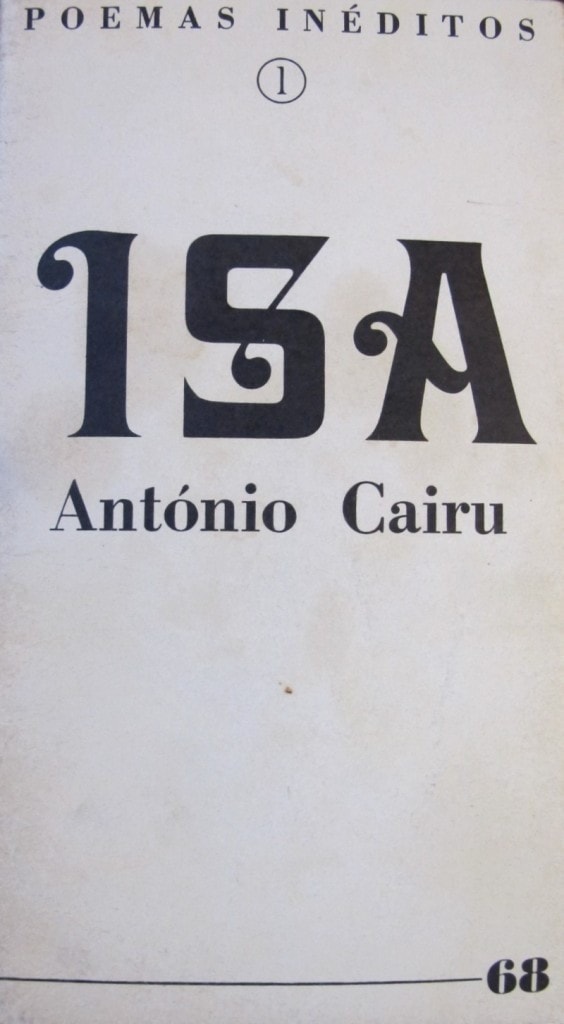 POEMAS INÉDITOS
1
ISA
António Cairu
68